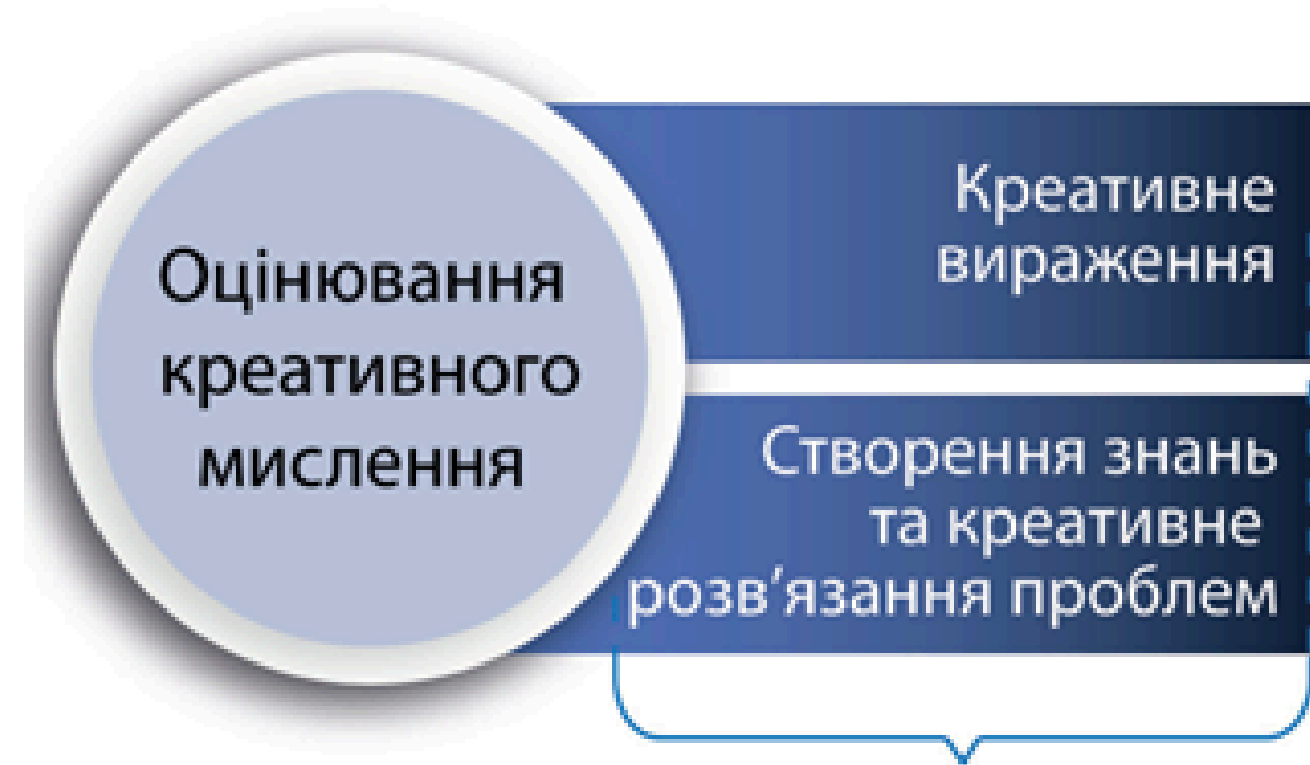 Оцінювання
креативного
мислення
Креативне
вираження
Створення знань
та креативне
розв'язання проблем